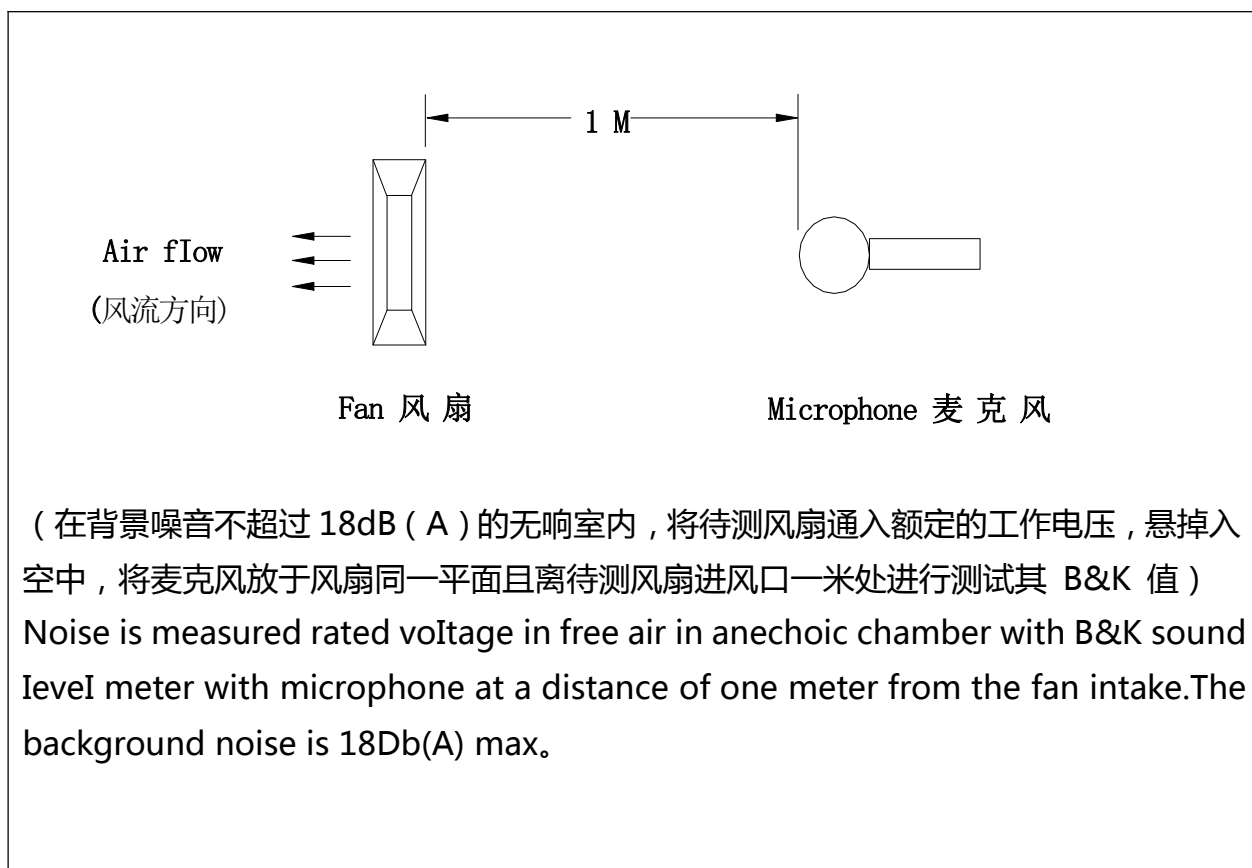 1 M
Air fIow
(风流方向)
Fan 风 扇
Microphone 麦 克 风
（在背景噪音不超过 18dB（A）的无响室内，将待测风扇通入额定的工作电压，悬掉入
空中，将麦克风放于风扇同一平面且离待测风扇进风口一米处进行测试其 B&K 值）
Noise is measured rated voItage in free air in anechoic chamber with B&K sound
IeveI meter with microphone at a distance of one meter from the fan intake.The
background noise is 18Db(A) max。